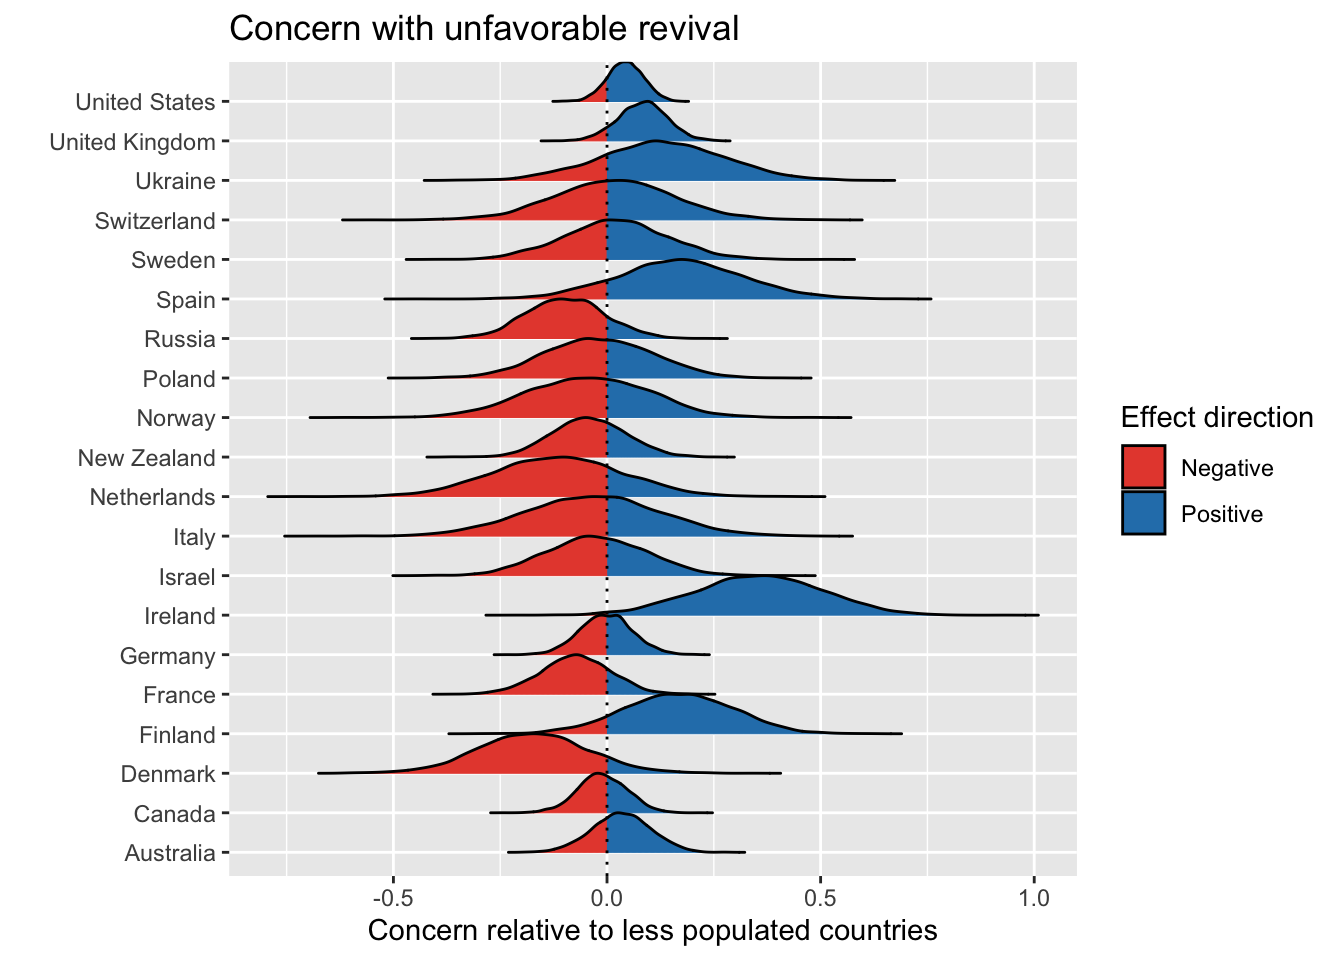 Concern with unfavorable revival
United States
United Kingdom
Ukraine
Switzerland
Sweden
Spain
Russia
Poland
Norway
New Zealand
Netherlands
Italy
Israel
Ireland
Germany
France
Finland
Denmark
Canada
Australia
-0.5 0.0 0.5 1.0
Concern relative to less populated countries
Effect direction
Negative
Positive